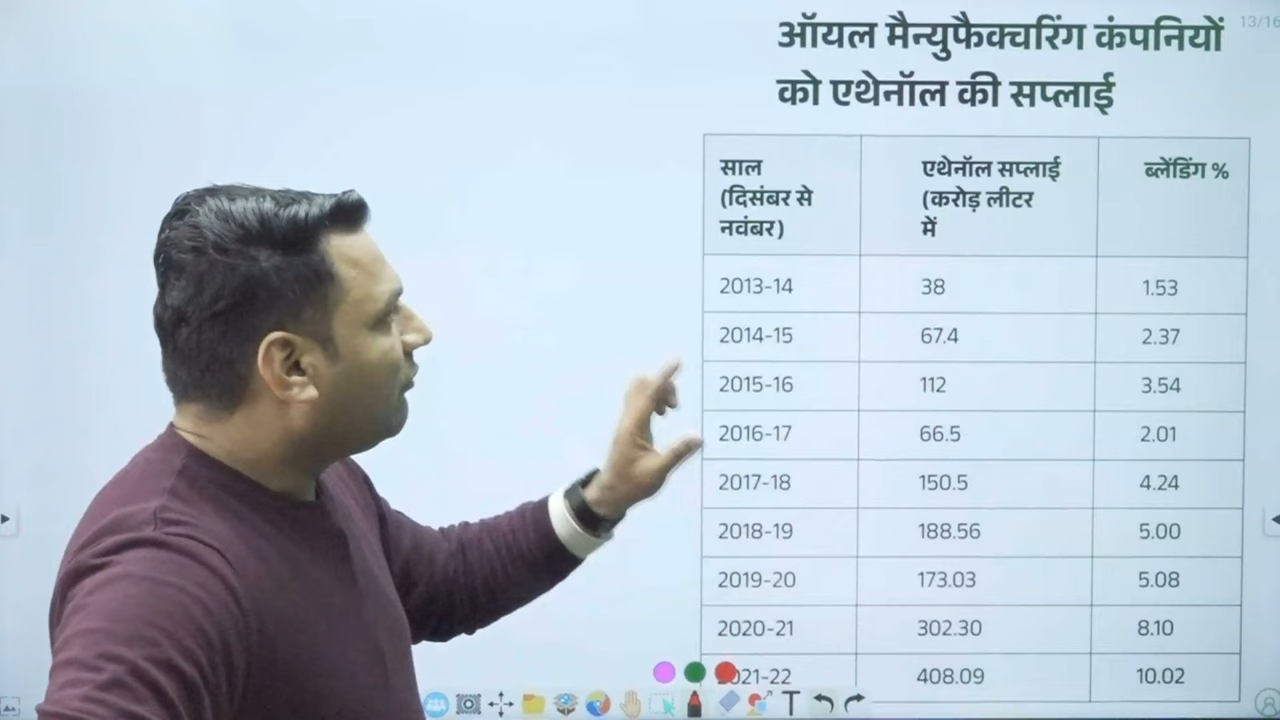 13/16
ऑयल मैन्युफैक्चरिंग कंपनियों
को एथेनॉल की सप्लाई
साल
(दिसंबर से
नवंबर)
एथेनॉल सप्लाई
(करोड़ लीटर
में
ब्लेंडिंग %
2013-14 38 1.53
2014-15 67.4 2.37
2015-16 112 3.54
2016-17 66.5 2.01
2017-18 150.5 4.24
2018-19 188.56 5.00
2019-20 173.03 5.08
2020-21 302.30 8.10
021-22 408.09 10.02
T